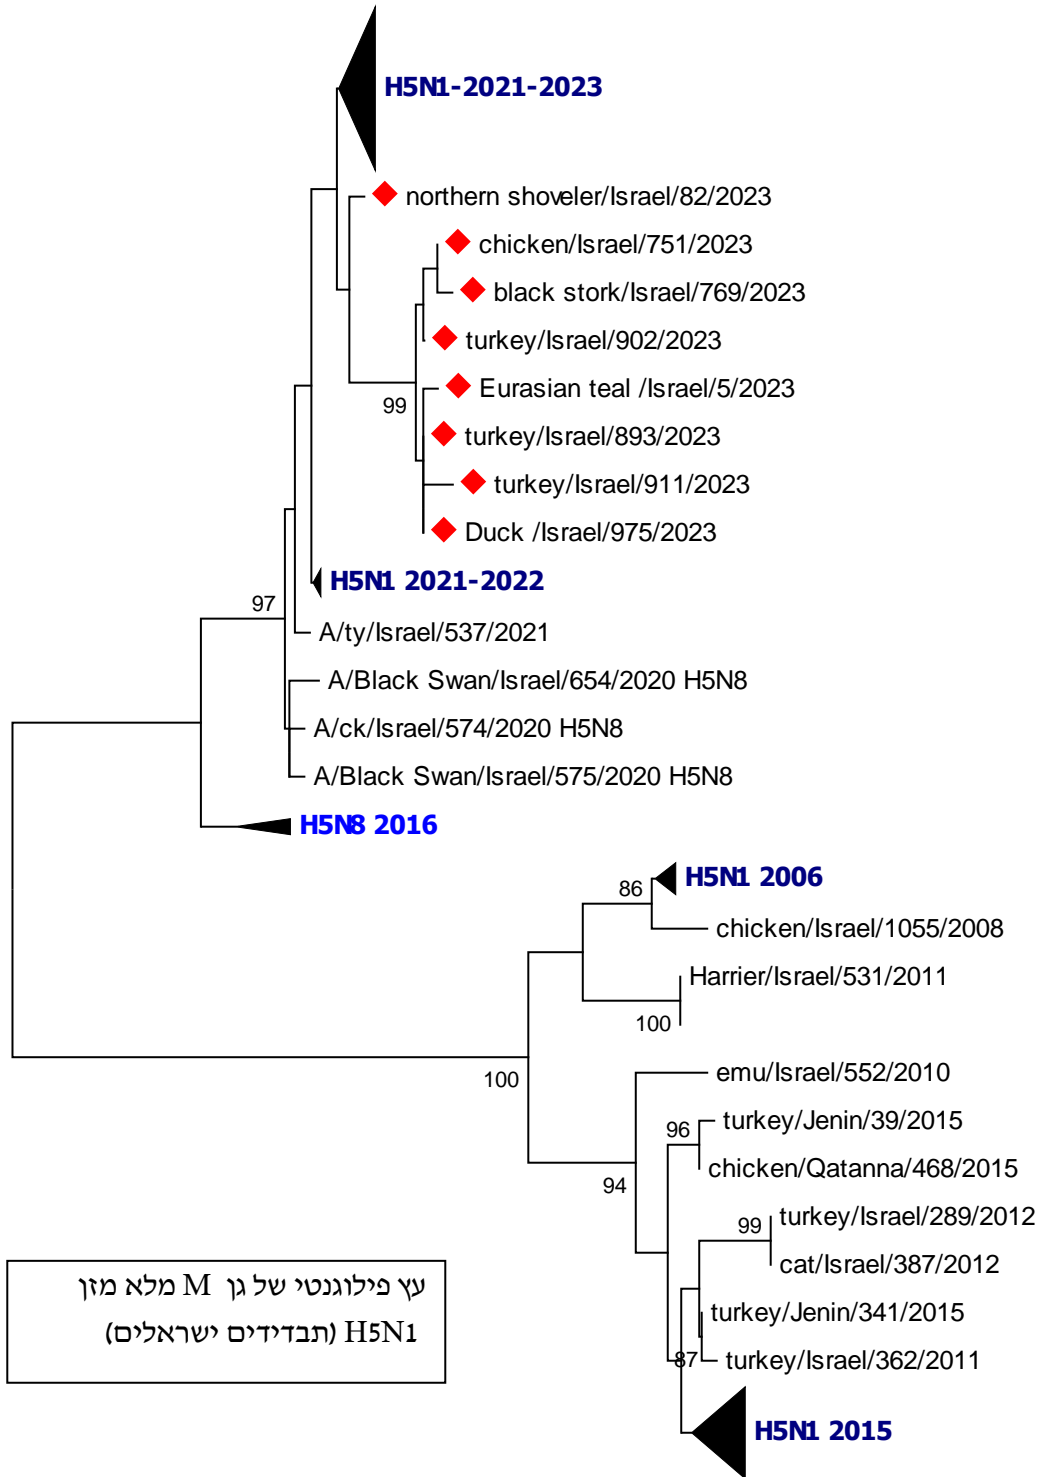 H5N1-2021-2023
northern shoveler/Israel/82/2023
chicken/Israel/751/2023
black stork/Israel/769/2023
turkey/Israel/902/2023
Eurasian teal /Israel/5/2023
99
turkey/Israel/893/2023
turkey/Israel/911/2023
Duck /Israel/975/2023
H5N1 2021-2022
97
A/ty/Israel/537/2021
A/Black Swan/Israel/654/2020 H5N8
A/ck/Israel/574/2020 H5N8
A/Black Swan/Israel/575/2020 H5N8
H5N8 2016
H5N1 2006
86
chicken/Israel/1055/2008
Harrier/Israel/531/2011
100
emu/Israel/552/2010
100
turkey/Jenin/39/2015
96
chicken/Qatanna/468/2015
94
turkey/Israel/289/2012
99
cat/Israel/387/2012
turkey/Jenin/341/2015
87
turkey/Israel/362/2011
H5N1 2015
עץ פילוגנטי של גן M מלא מזן
H5N1 (תבדידים ישראלים)